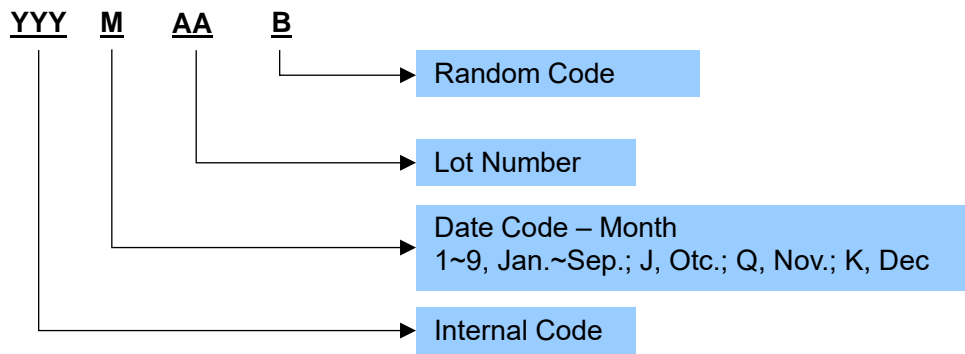 YYY M AA B
Random Code
Lot Number
Date Code – Month
1~9, Jan.~Sep.; J, Otc.; Q, Nov.; K, Dec
Internal Code